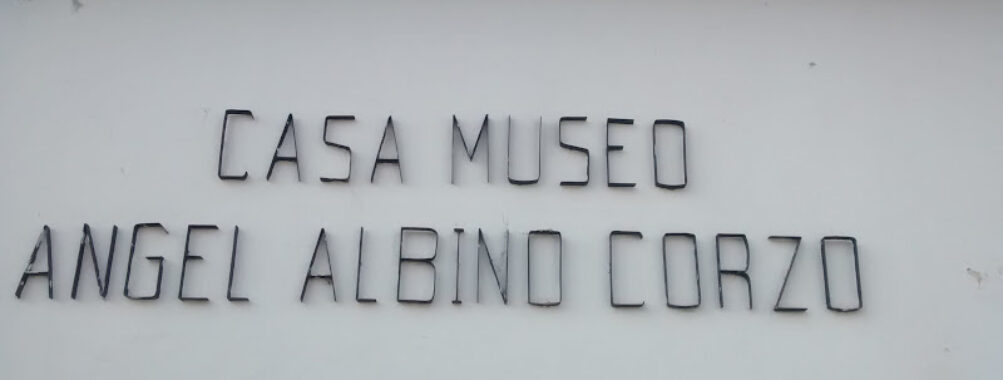 CASA MUSEO
ANGEL ALBINO CORZO